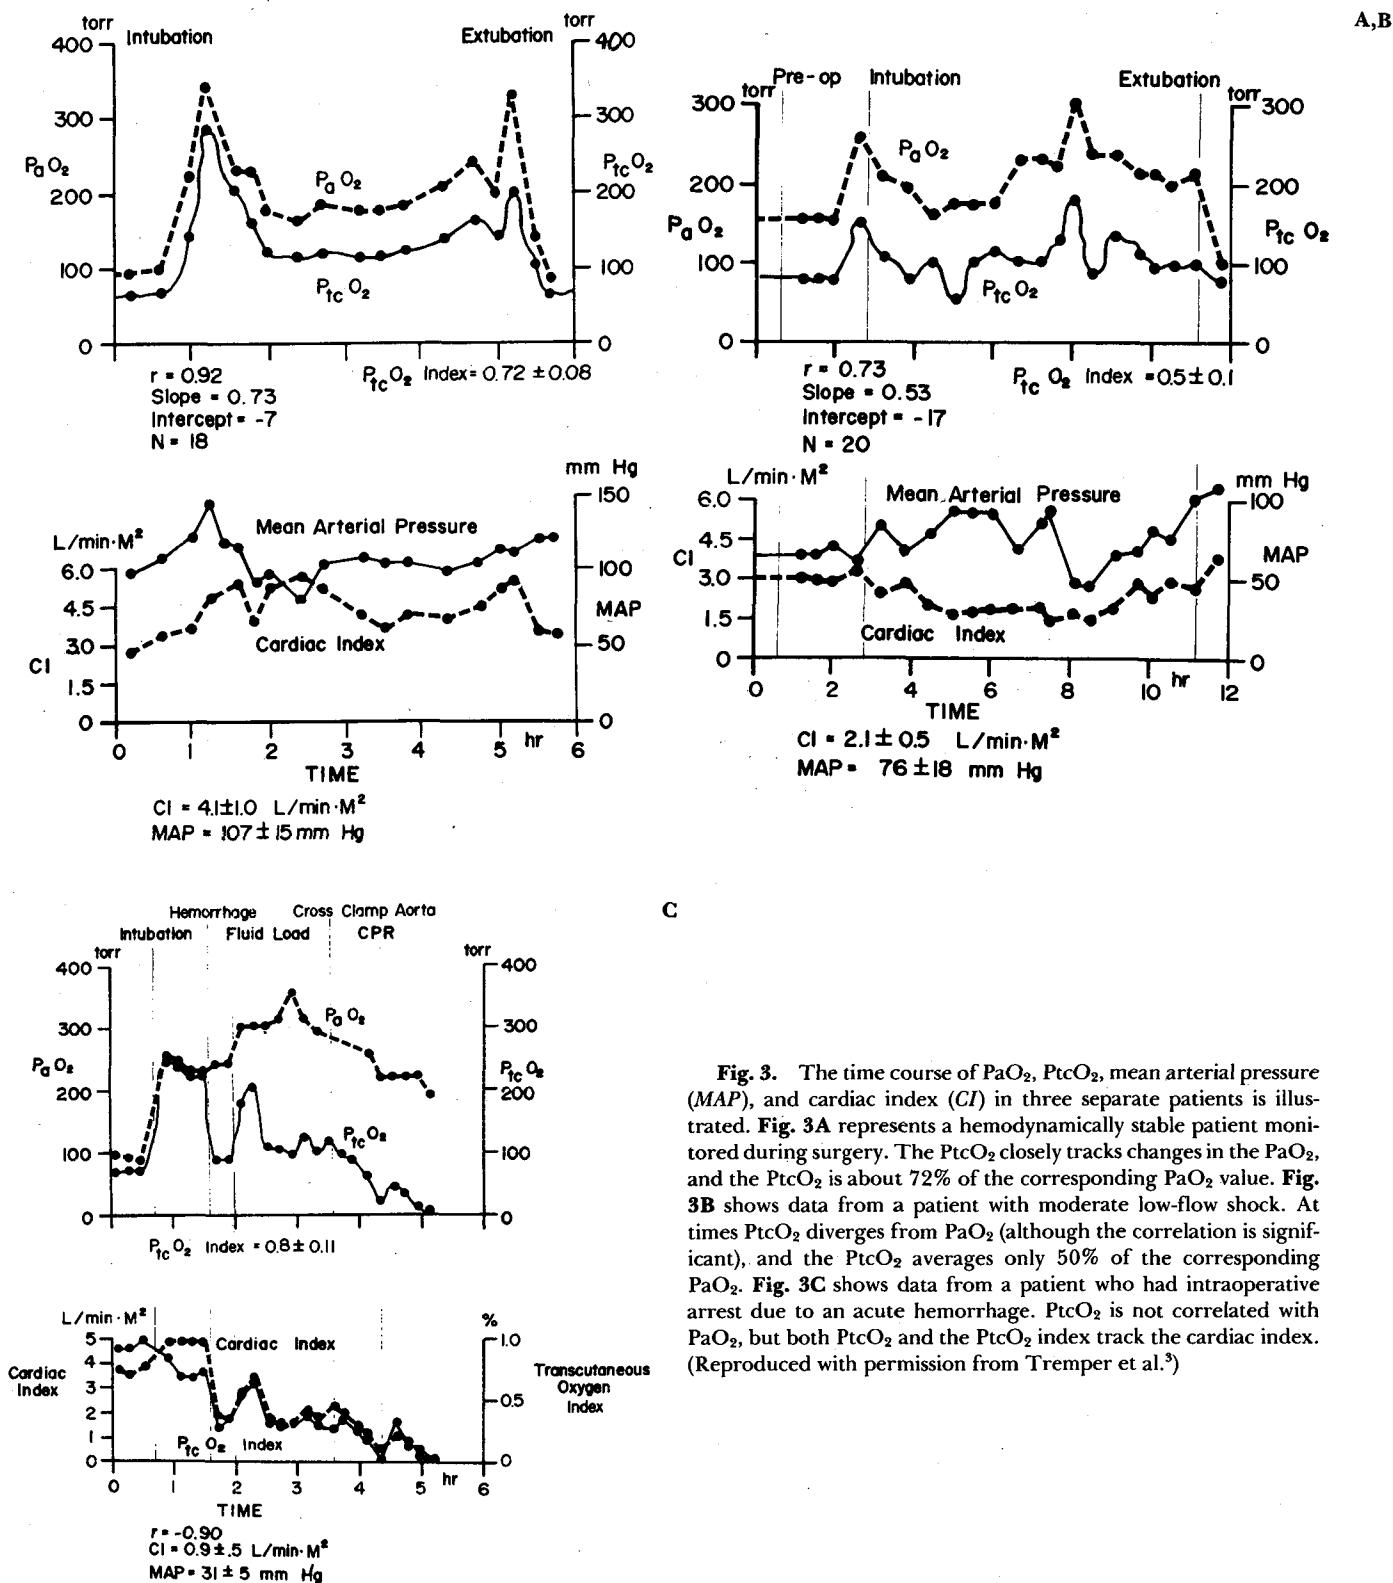 A,B
torr
torr
400
Intubation
Extubation
400
300
300
PaO2
PtcO2
PaO2
200
200
100
100
PtcO2
0
0
r = 0.92
PtcO2 Index = 0.72 ± 0.08
Slope = 0.73
Intercept = -7
N = 18
mm Hg
150
Mean Arterial Pressure
L/min·M²
6.0
100
4.5
MAP
3.0
Cardiac Index
50
CI
1.5
0
0
0 1 2 3 4 5 hr 6
TIME
CI = 4.1±1.0 L/min·M²
MAP = 107 ± 15 mm Hg
Pre-op
Intubation
Extubation
torr
torr
300
300
PaO2
200
200
PaO2
PtcO2
100
100
PtcO2
0
0
r = 0.73
PtcO2 Index = 0.5 ± 0.1
Slope = 0.53
Intercept = -17
N = 20
L/min·M²
mm Hg
6.0
Mean Arterial Pressure
100
4.5
CI
MAP
3.0
50
1.5
Cardiac Index
0
0
0 2 4 6 8 10 hr 12
TIME
CI = 2.1 ± 0.5 L/min·M²
MAP = 76 ± 18 mm Hg
C
Hemorrhage
Cross Clamp Aorta
Intubation
Fluid Load
CPR
torr
torr
400
400
PaO2
300
300
PaO2
PtcO2
200
200
PtcO2
100
100
0
0
PtcO2 Index = 0.8 ± 0.11
L/min·M²
%
5
Cardiac Index
1.0
4
Cardiac
Index
Transcutaneous
Oxygen
Index
3
0.5
2
1
PtcO2 Index
0
0
0 1 2 3 4 5 hr 6
TIME
r = -0.90
CI = 0.9 ± .5 L/min·M²
MAP = 31 ± 5 mm Hg
Fig. 3. The time course of PaO2, PtcO2, mean arterial pressure
(MAP), and cardiac index (CI) in three separate patients is illus-
trated. Fig. 3A represents a hemodynamically stable patient moni-
tored during surgery. The PtcO2 closely tracks changes in the PaO2,
and the PtcO2 is about 72% of the corresponding PaO2 value. Fig.
3B shows data from a patient with moderate low-flow shock. At
times PtcO2 diverges from PaO2 (although the correlation is signif-
icant), and the PtcO2 averages only 50% of the corresponding
PaO2. Fig. 3C shows data from a patient who had intraoperative
arrest due to an acute hemorrhage. PtcO2 is not correlated with
PaO2, but both PtcO2 and the PtcO2 index track the cardiac index.
(Reproduced with permission from Tremper et al.³)